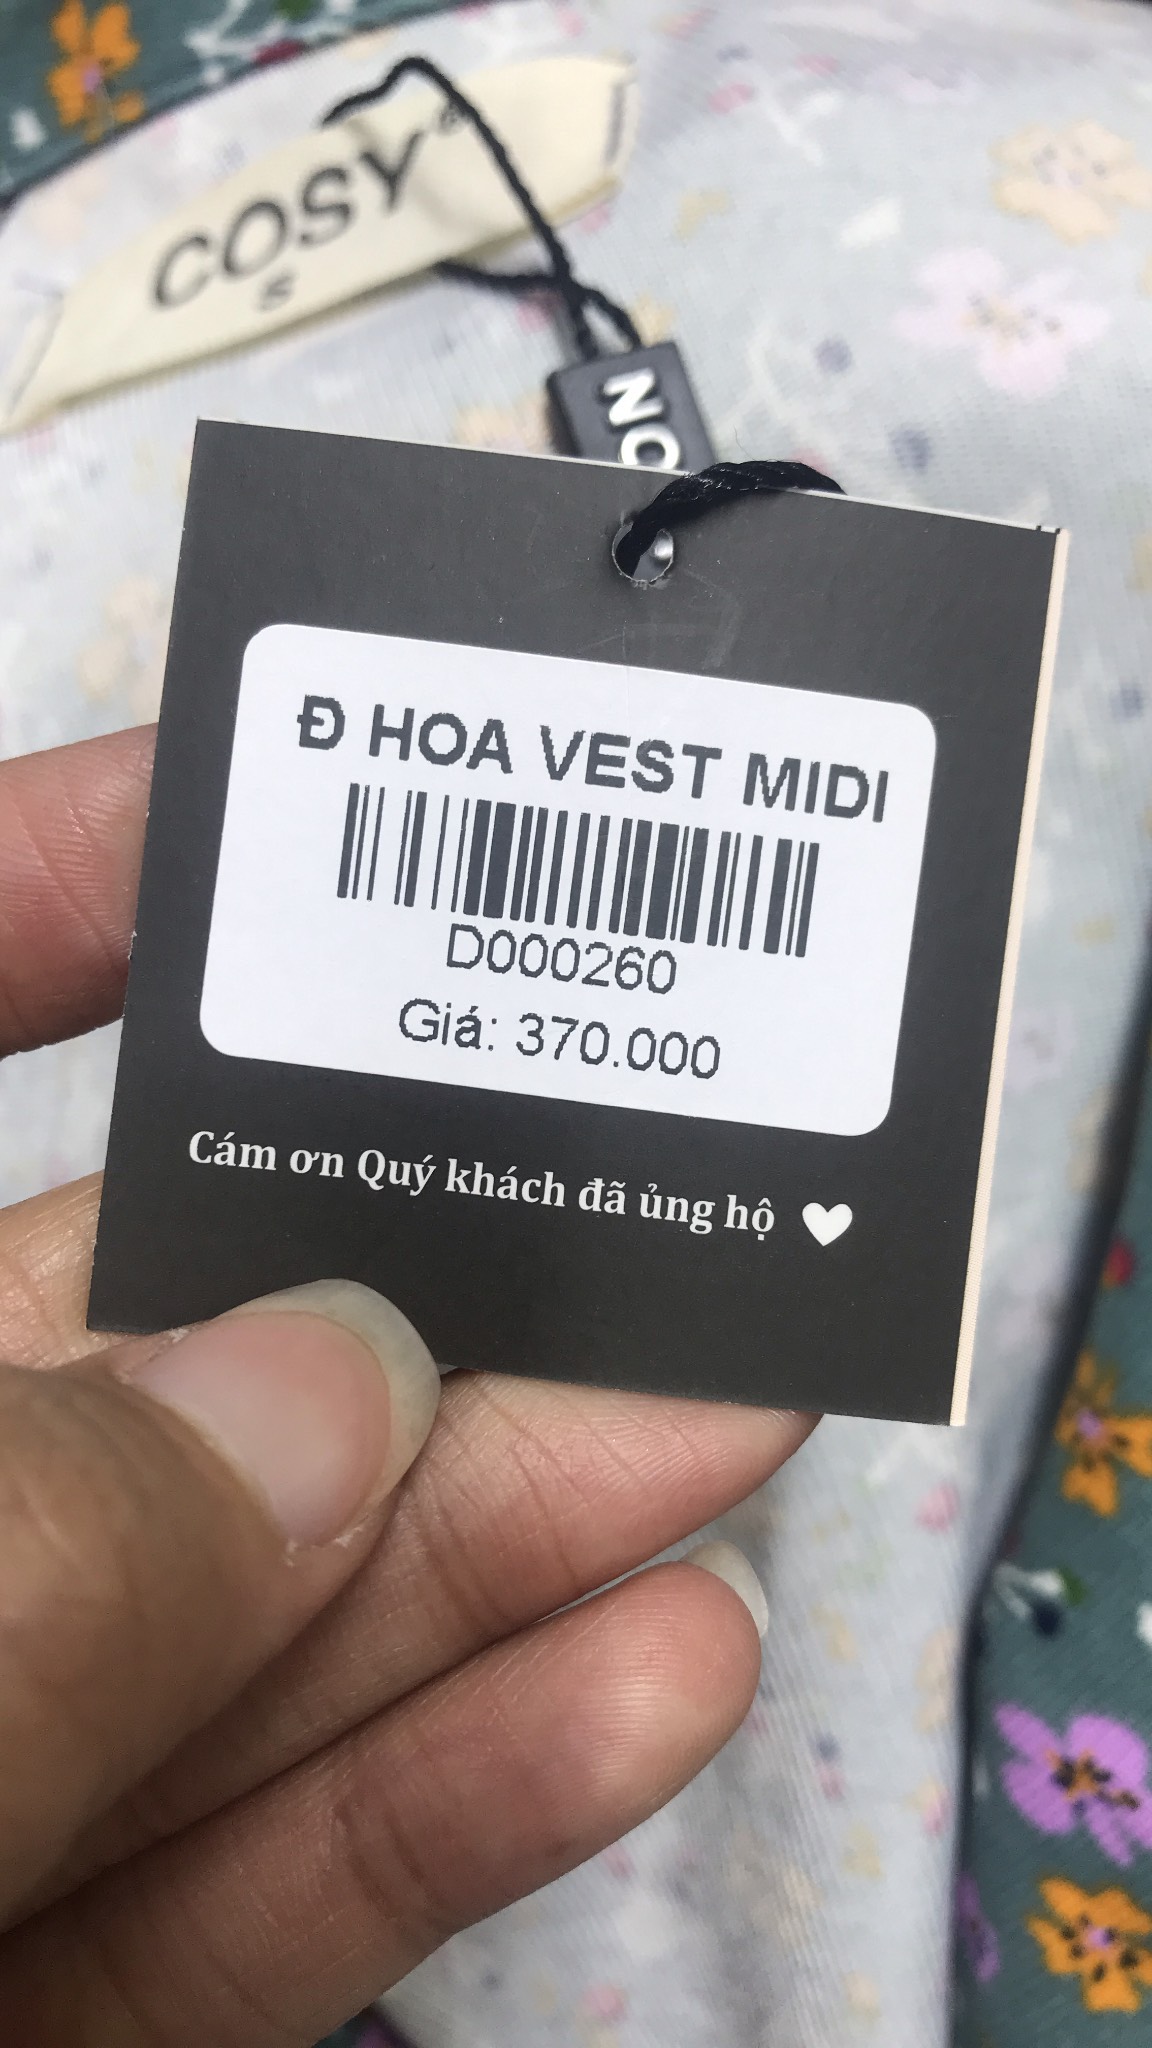 COSY®
S
NO
Đ HOA VEST MIDI
D000260
Giá: 370.000
Cám ơn Quý khách đã ủng hộ